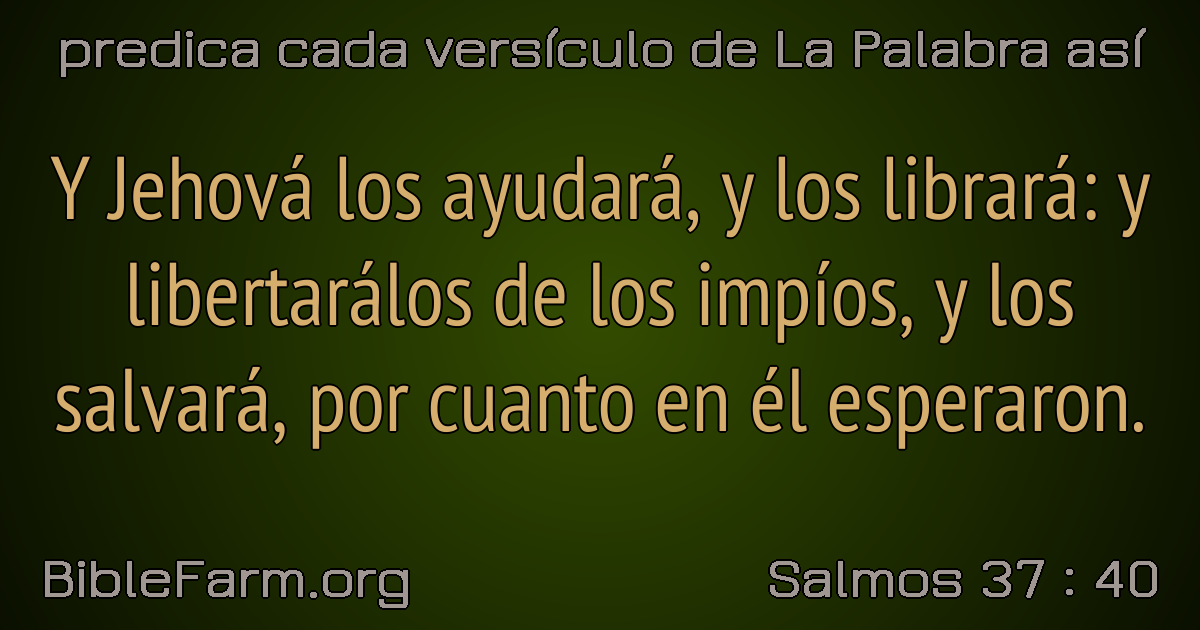 predica cada versículo de La Palabra así
Y Jehová los ayudará, y los librará: y
libertarálos de los impíos, y los
salvará, por cuanto en él esperaron.
BibleFarm.org
Salmos 37 : 40